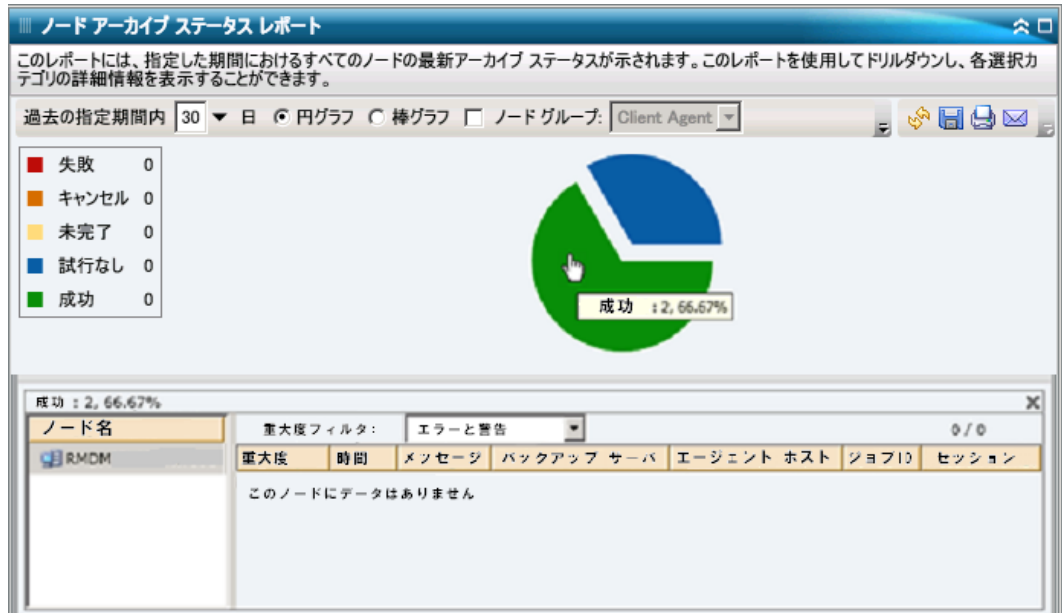 ノード アーカイブ ステータス レポート
このレポートには、指定した期間におけるすべてのノードの最新アーカイブ ステータスが示されます。このレポートを使用してドリルダウンし、各選択カ
テゴリの詳細情報を表示することができます。
過去の指定期間内 30 日 円グラフ 棒グラフ ノード グループ: Client Agent
失敗 0
キャンセル 0
未完了 0
試行なし 0
成功 0
成功 : 2, 66.67%
成功 : 2, 66.67%
ノード名 重大度フィルタ: エラーと警告 0 / 0
RMDM 重大度 時間 メッセージ バックアップ サーバ エージェント ホスト ジョブID セッション
このノードにデータはありません